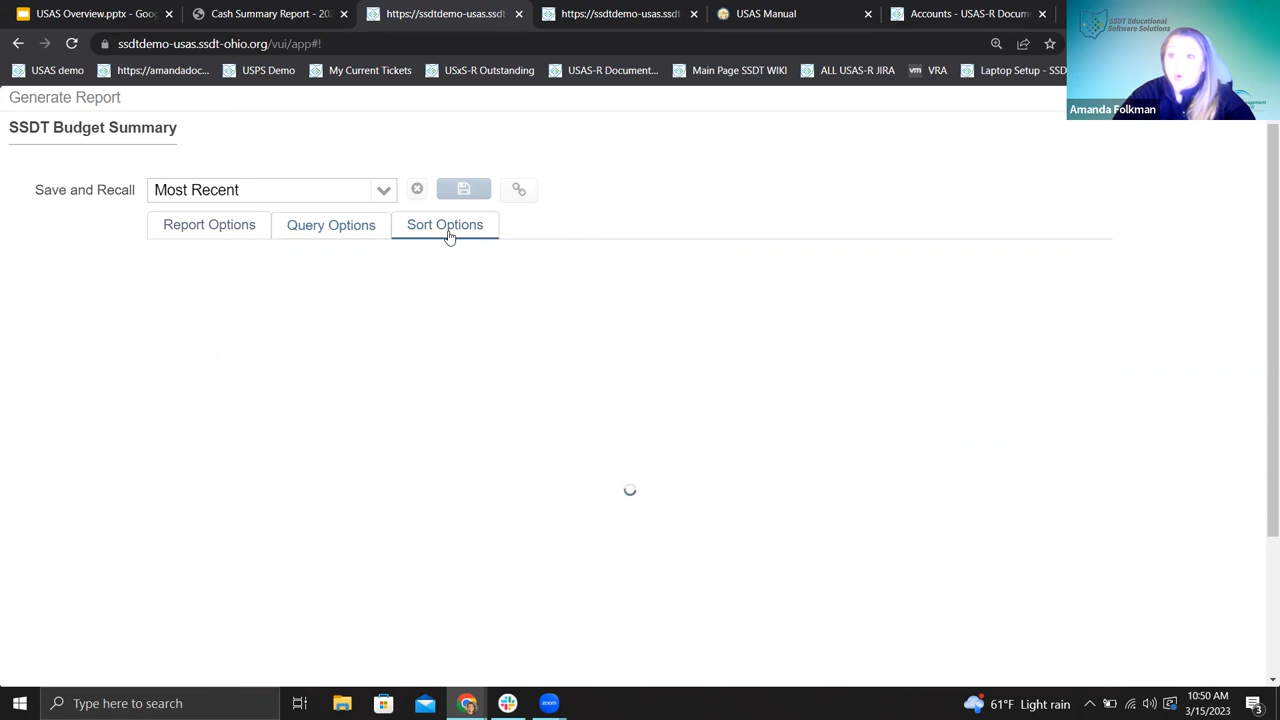 USAS Overview.pptx - Goo
Cash Summary Report - 202
https://ssdtdemo-usas.ssdt
https://ssdtdemo-usas.ssdt
USAS Manual
Accounts - USAS-R Docum
SSDT Educational
Software Solutions
ssdtdemo-usas.ssdt-ohio.org/vui/app#!
USAS demo
https://amandadoc...
USPS Demo
My Current Tickets
USxS-R Outstanding
USAS-R Document...
Main Page SSDT WIKI
ALL USAS-R JIRA
vm VRA
Laptop Setup - SSD
Generate Report
Amanda Folkman
SSDT Budget Summary
Save and Recall
Most Recent
Report Options
Query Options
Sort Options
Type here to search
zoom
61°F Light rain
10:50 AM
3/15/2023
3